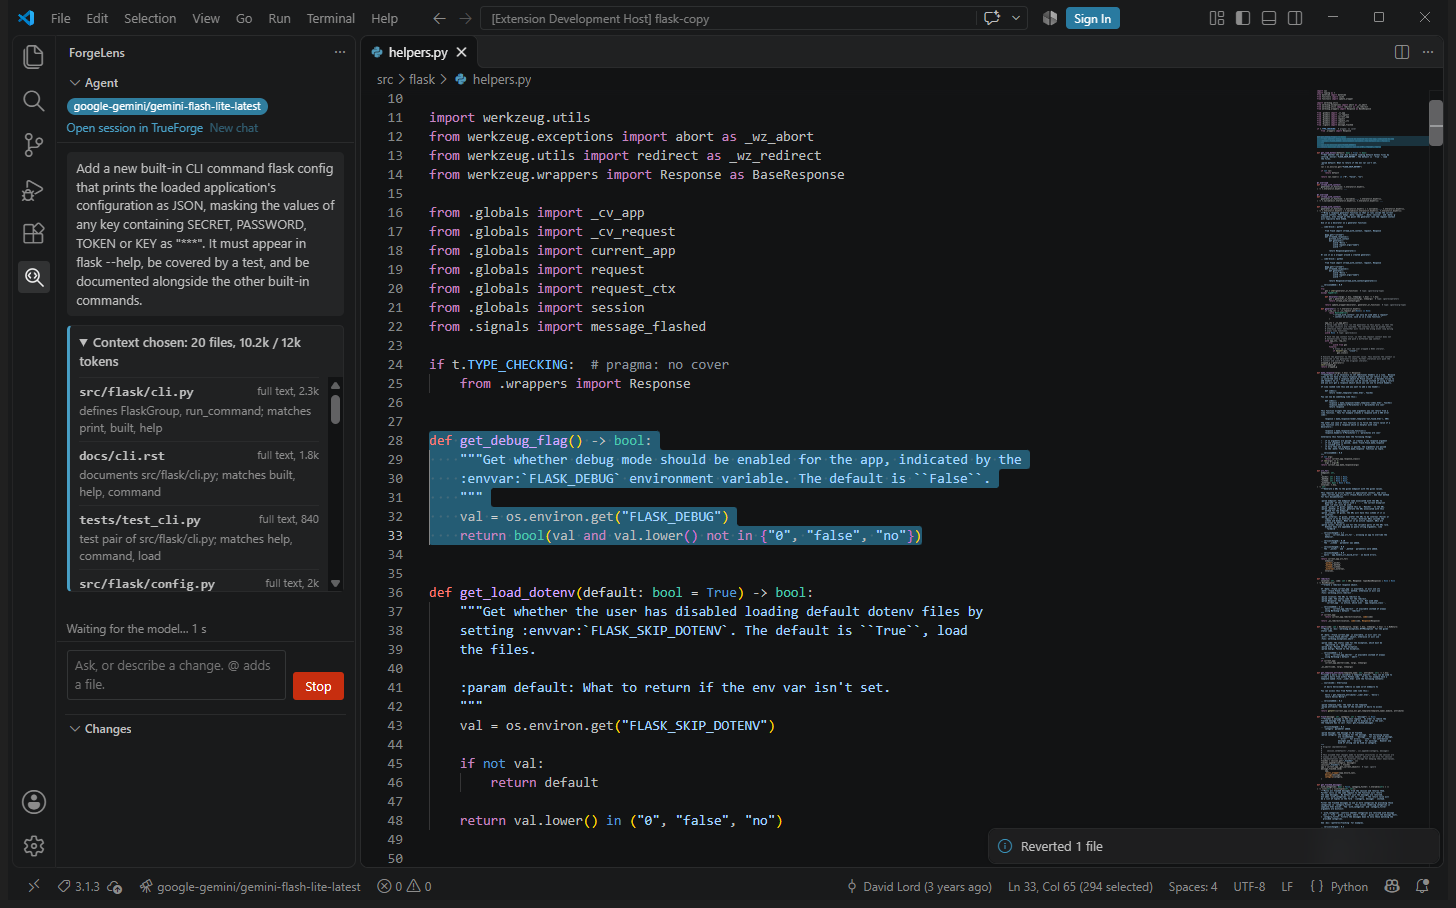 File Edit Selection View Go Run Terminal Help
[Extension Development Host] flask-copy
Sign In
ForgeLens
Agent
google-gemini/gemini-flash-lite-latest
Open session in TrueForge New chat
Add a new built-in CLI command flask config
that prints the loaded application's
configuration as JSON, masking the values of
any key containing SECRET, PASSWORD,
TOKEN or KEY as "***". It must appear in
flask --help, be covered by a test, and be
documented alongside the other built-in
commands.
▼ Context chosen: 20 files, 10.2k / 12k
tokens
src/flask/cli.py full text, 2.3k
defines FlaskGroup, run_command; matches
print, built, help
docs/cli.rst full text, 1.8k
documents src/flask/cli.py; matches built,
help, command
tests/test_cli.py full text, 840
test pair of src/flask/cli.py; matches help,
command, load
src/flask/config.py full text, 2k
Waiting for the model... 1 s
Ask, or describe a change. @ adds
a file.
Stop
Changes
helpers.py
src > flask > helpers.py
10
11 import werkzeug.utils
12 from werkzeug.exceptions import abort as _wz_abort
13 from werkzeug.utils import redirect as _wz_redirect
14 from werkzeug.wrappers import Response as BaseResponse
15
16 from .globals import _cv_app
17 from .globals import _cv_request
18 from .globals import current_app
19 from .globals import request
20 from .globals import request_ctx
21 from .globals import session
22 from .signals import message_flashed
23
24 if t.TYPE_CHECKING:  # pragma: no cover
25     from .wrappers import Response
26
27
28 def get_debug_flag() -> bool:
29     """Get whether debug mode should be enabled for the app, indicated by the
30     :envvar:`FLASK_DEBUG` environment variable. The default is ``False``.
31     """
32     val = os.environ.get("FLASK_DEBUG")
33     return bool(val and val.lower() not in {"0", "false", "no"})
34
35
36 def get_load_dotenv(default: bool = True) -> bool:
37     """Get whether the user has disabled loading default dotenv files by
38     setting :envvar:`FLASK_SKIP_DOTENV`. The default is ``True``, load
39     the files.
40
41     :param default: What to return if the env var isn't set.
42     """
43     val = os.environ.get("FLASK_SKIP_DOTENV")
44
45     if not val:
46         return default
47
48     return val.lower() in ("0", "false", "no")
49
50
Reverted 1 file
3.1.3 google-gemini/gemini-flash-lite-latest 0 0 David Lord (3 years ago) Ln 33, Col 65 (294 selected) Spaces: 4 UTF-8 LF { } Python